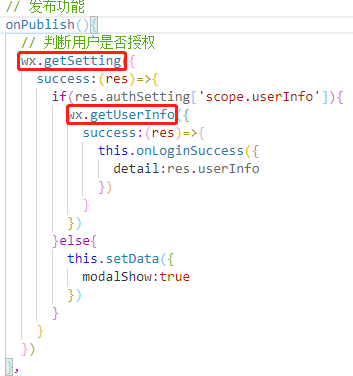 // 发布功能
onPublish(){
// 判断用户是否授权
wx.getSetting({
success:(res)=>{
if(res.authSetting['scope.userInfo']){
wx.getUserInfo({
success:(res)=>{
this.onLoginSuccess({
detail:res.userInfo
})
}
})
}else{
this.setData({
modalShow:true
})
}
}
})
},